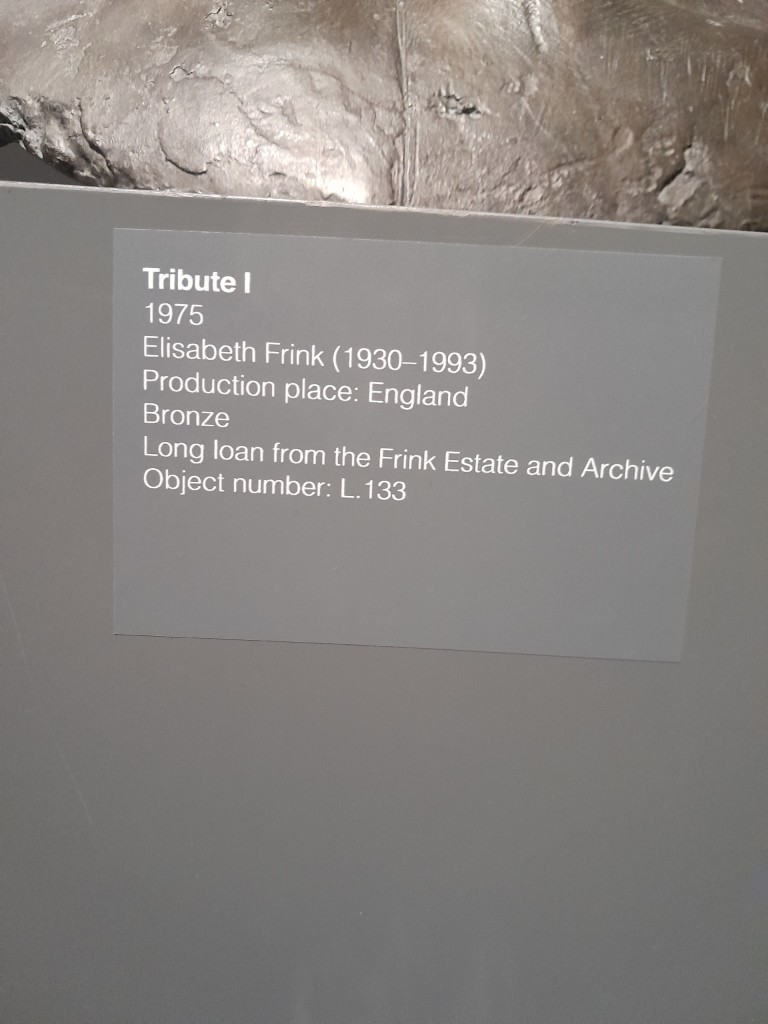 Tribute I
1975
Elisabeth Frink (1930–1993)
Production place: England
Bronze
Long loan from the Frink Estate and Archive
Object number: L.133